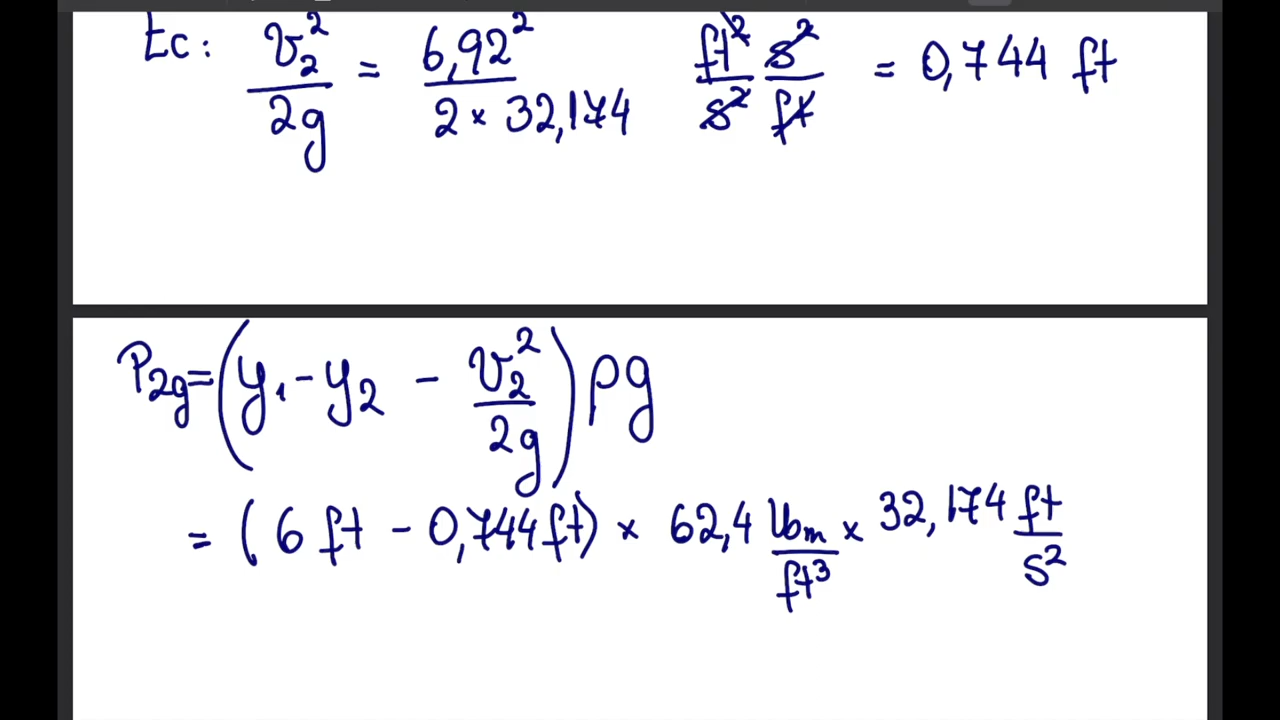 Ec: v₂²/2g = 6,92²/(2 × 32,174) ft²/s² s²/ft = 0,744 ft
P₂g = (y₁ - y₂ - v₂²/2g) ρg
= (6 ft - 0,744 ft) × 62,4 lbm/ft³ × 32,174 ft/s²